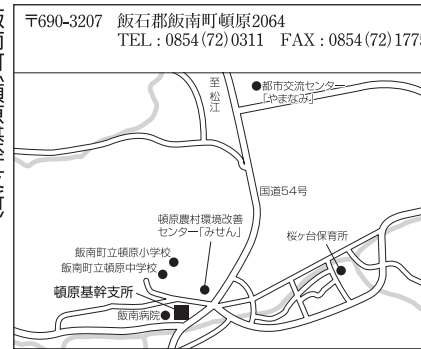 〒690-3207 飯石郡飯南町頓原2064
TEL : 0854(72)0311 FAX : 0854(72)1775
至松江
都市交流センター
「やまなみ」
国道54号
頓原農村環境改善
センター「みせん」
桜ヶ台保育所
飯南町立頓原小学校
飯南町立頓原中学校
頓原基幹支所
飯南病院